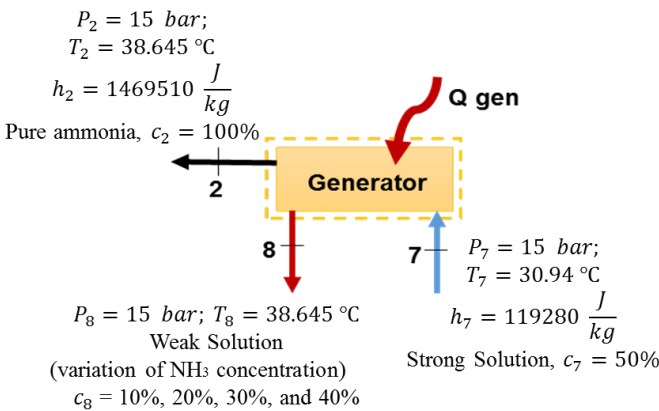 P₂ = 15 bar;
T₂ = 38.645 °C
h₂ = 1469510 J/kg
Pure ammonia, c₂ = 100%
Q gen
Generator
2
8
7
P₇ = 15 bar;
T₇ = 30.94 °C
h₇ = 119280 J/kg
Strong Solution, c₇ = 50%
P₈ = 15 bar; T₈ = 38.645 °C
Weak Solution
(variation of NH₃ concentration)
c₈ = 10%, 20%, 30%, and 40%